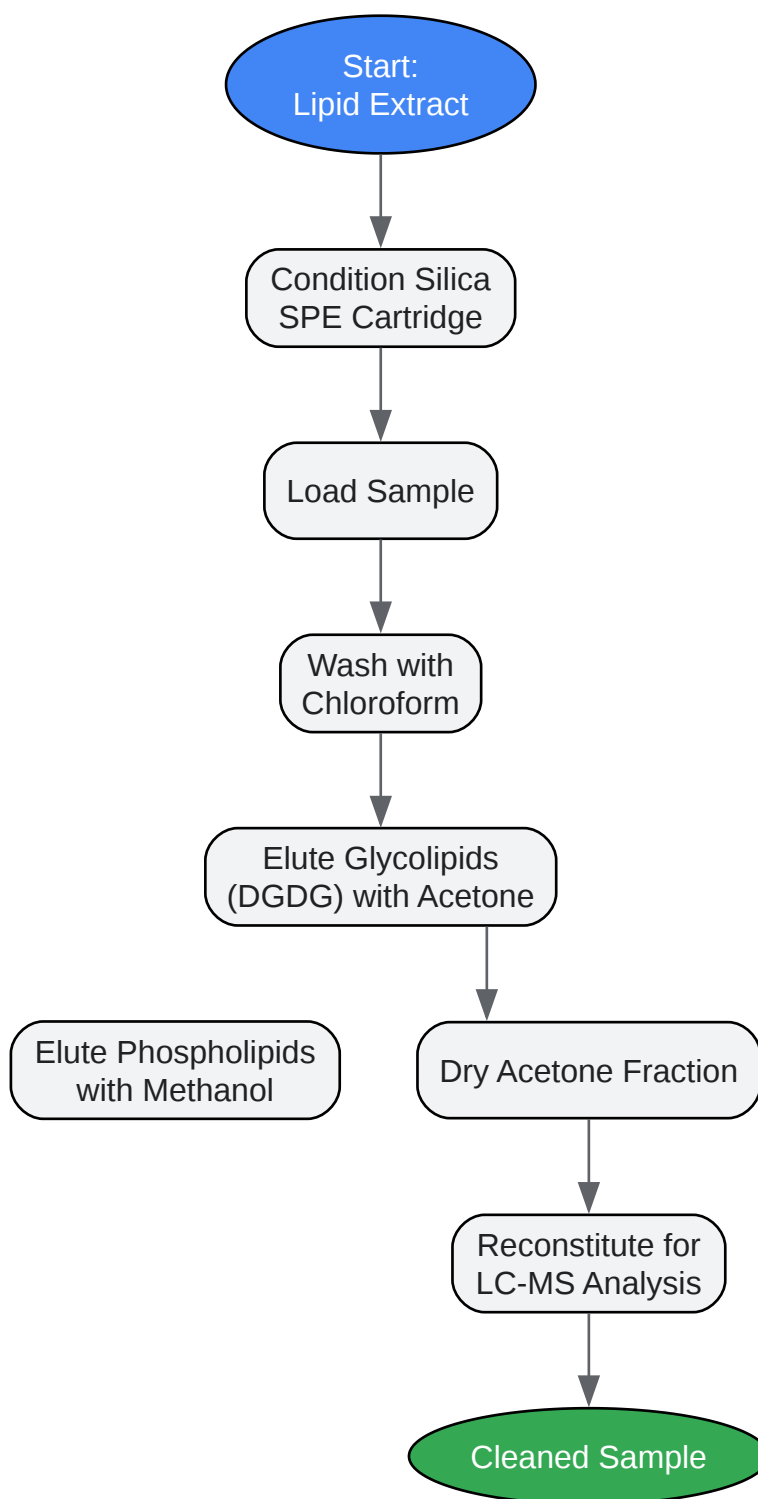 Start:
Lipid Extract
Condition Silica
SPE Cartridge
Load Sample
Wash with
Chloroform
Elute Glycolipids
(DGDG) with Acetone
Elute Phospholipids
with Methanol
Dry Acetone Fraction
Reconstitute for
LC-MS Analysis
Cleaned Sample